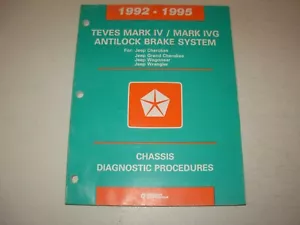 1992 - 1995
TEVES MARK IV / MARK IVG
ANTILOCK BRAKE SYSTEM
For: Jeep Cherokee
Jeep Grand Cherokee
Jeep Wagoneer
Jeep Wrangler
CHASSIS
DIAGNOSTIC PROCEDURES